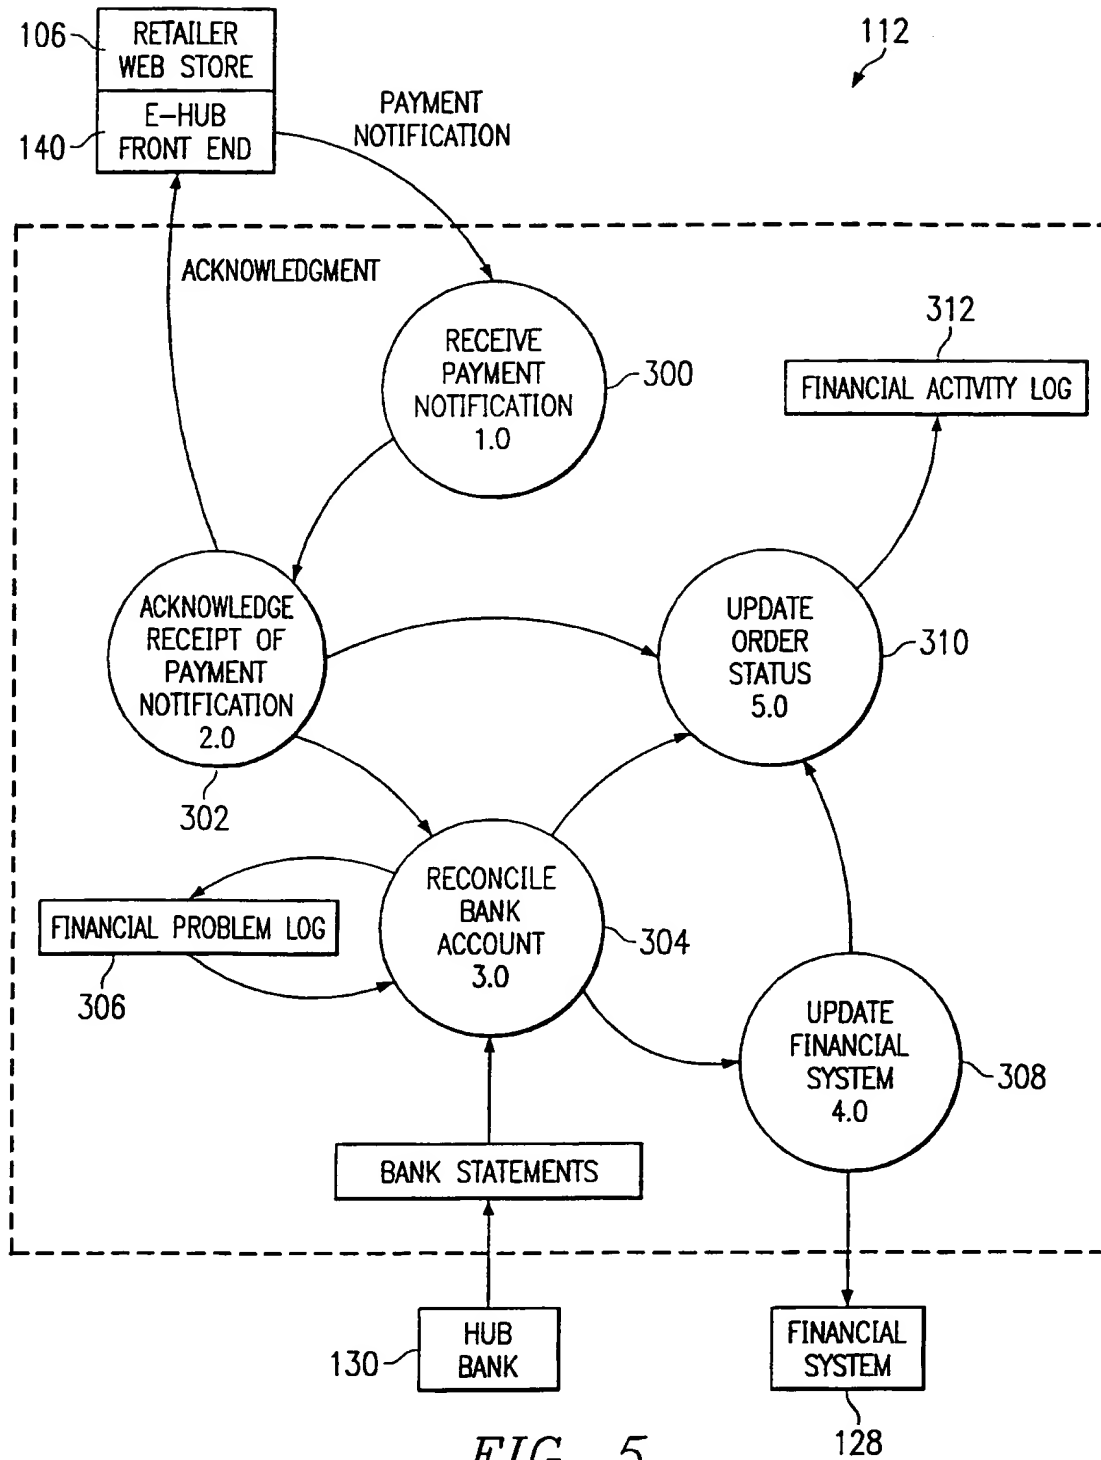 106
RETAILER
WEB STORE
112
140
E-HUB
FRONT END
PAYMENT
NOTIFICATION
ACKNOWLEDGMENT
RECEIVE
PAYMENT
NOTIFICATION
1.0
300
312
FINANCIAL ACTIVITY LOG
ACKNOWLEDGE
RECEIPT OF
PAYMENT
NOTIFICATION
2.0
302
UPDATE
ORDER
STATUS
5.0
310
RECONCILE
BANK
ACCOUNT
3.0
304
FINANCIAL PROBLEM LOG
306
UPDATE
FINANCIAL
SYSTEM
4.0
308
BANK STATEMENTS
130
HUB
BANK
FINANCIAL
SYSTEM
128
FIG. 5